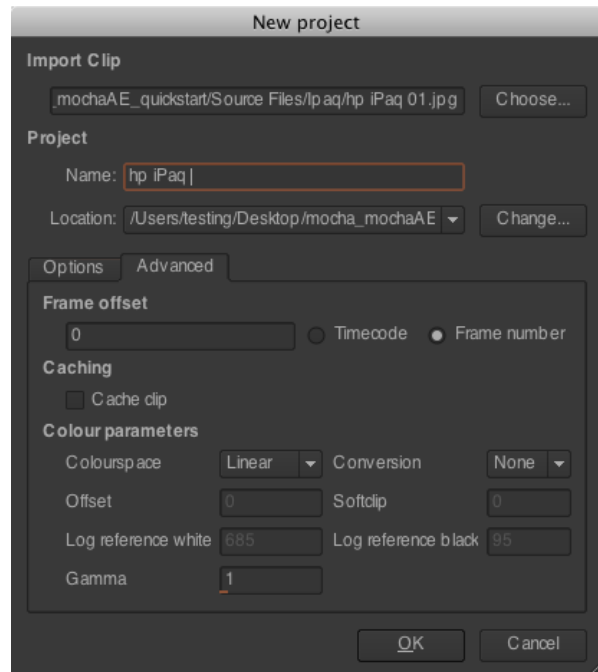 New project
Import Clip
_mochaAE_quickstart/Source Files/Ipaq/hp iPaq 01.jpg Choose...
Project
Name: hp iPaq
Location: /Users/testing/Desktop/mocha_mochaAE Change...
Options Advanced
Frame offset
0 Timecode Frame number
Caching
Cache clip
Colour parameters
Colourspace Linear Conversion None
Offset 0 Softclip 0
Log reference white 685 Log reference black 95
Gamma 1
OK Cancel